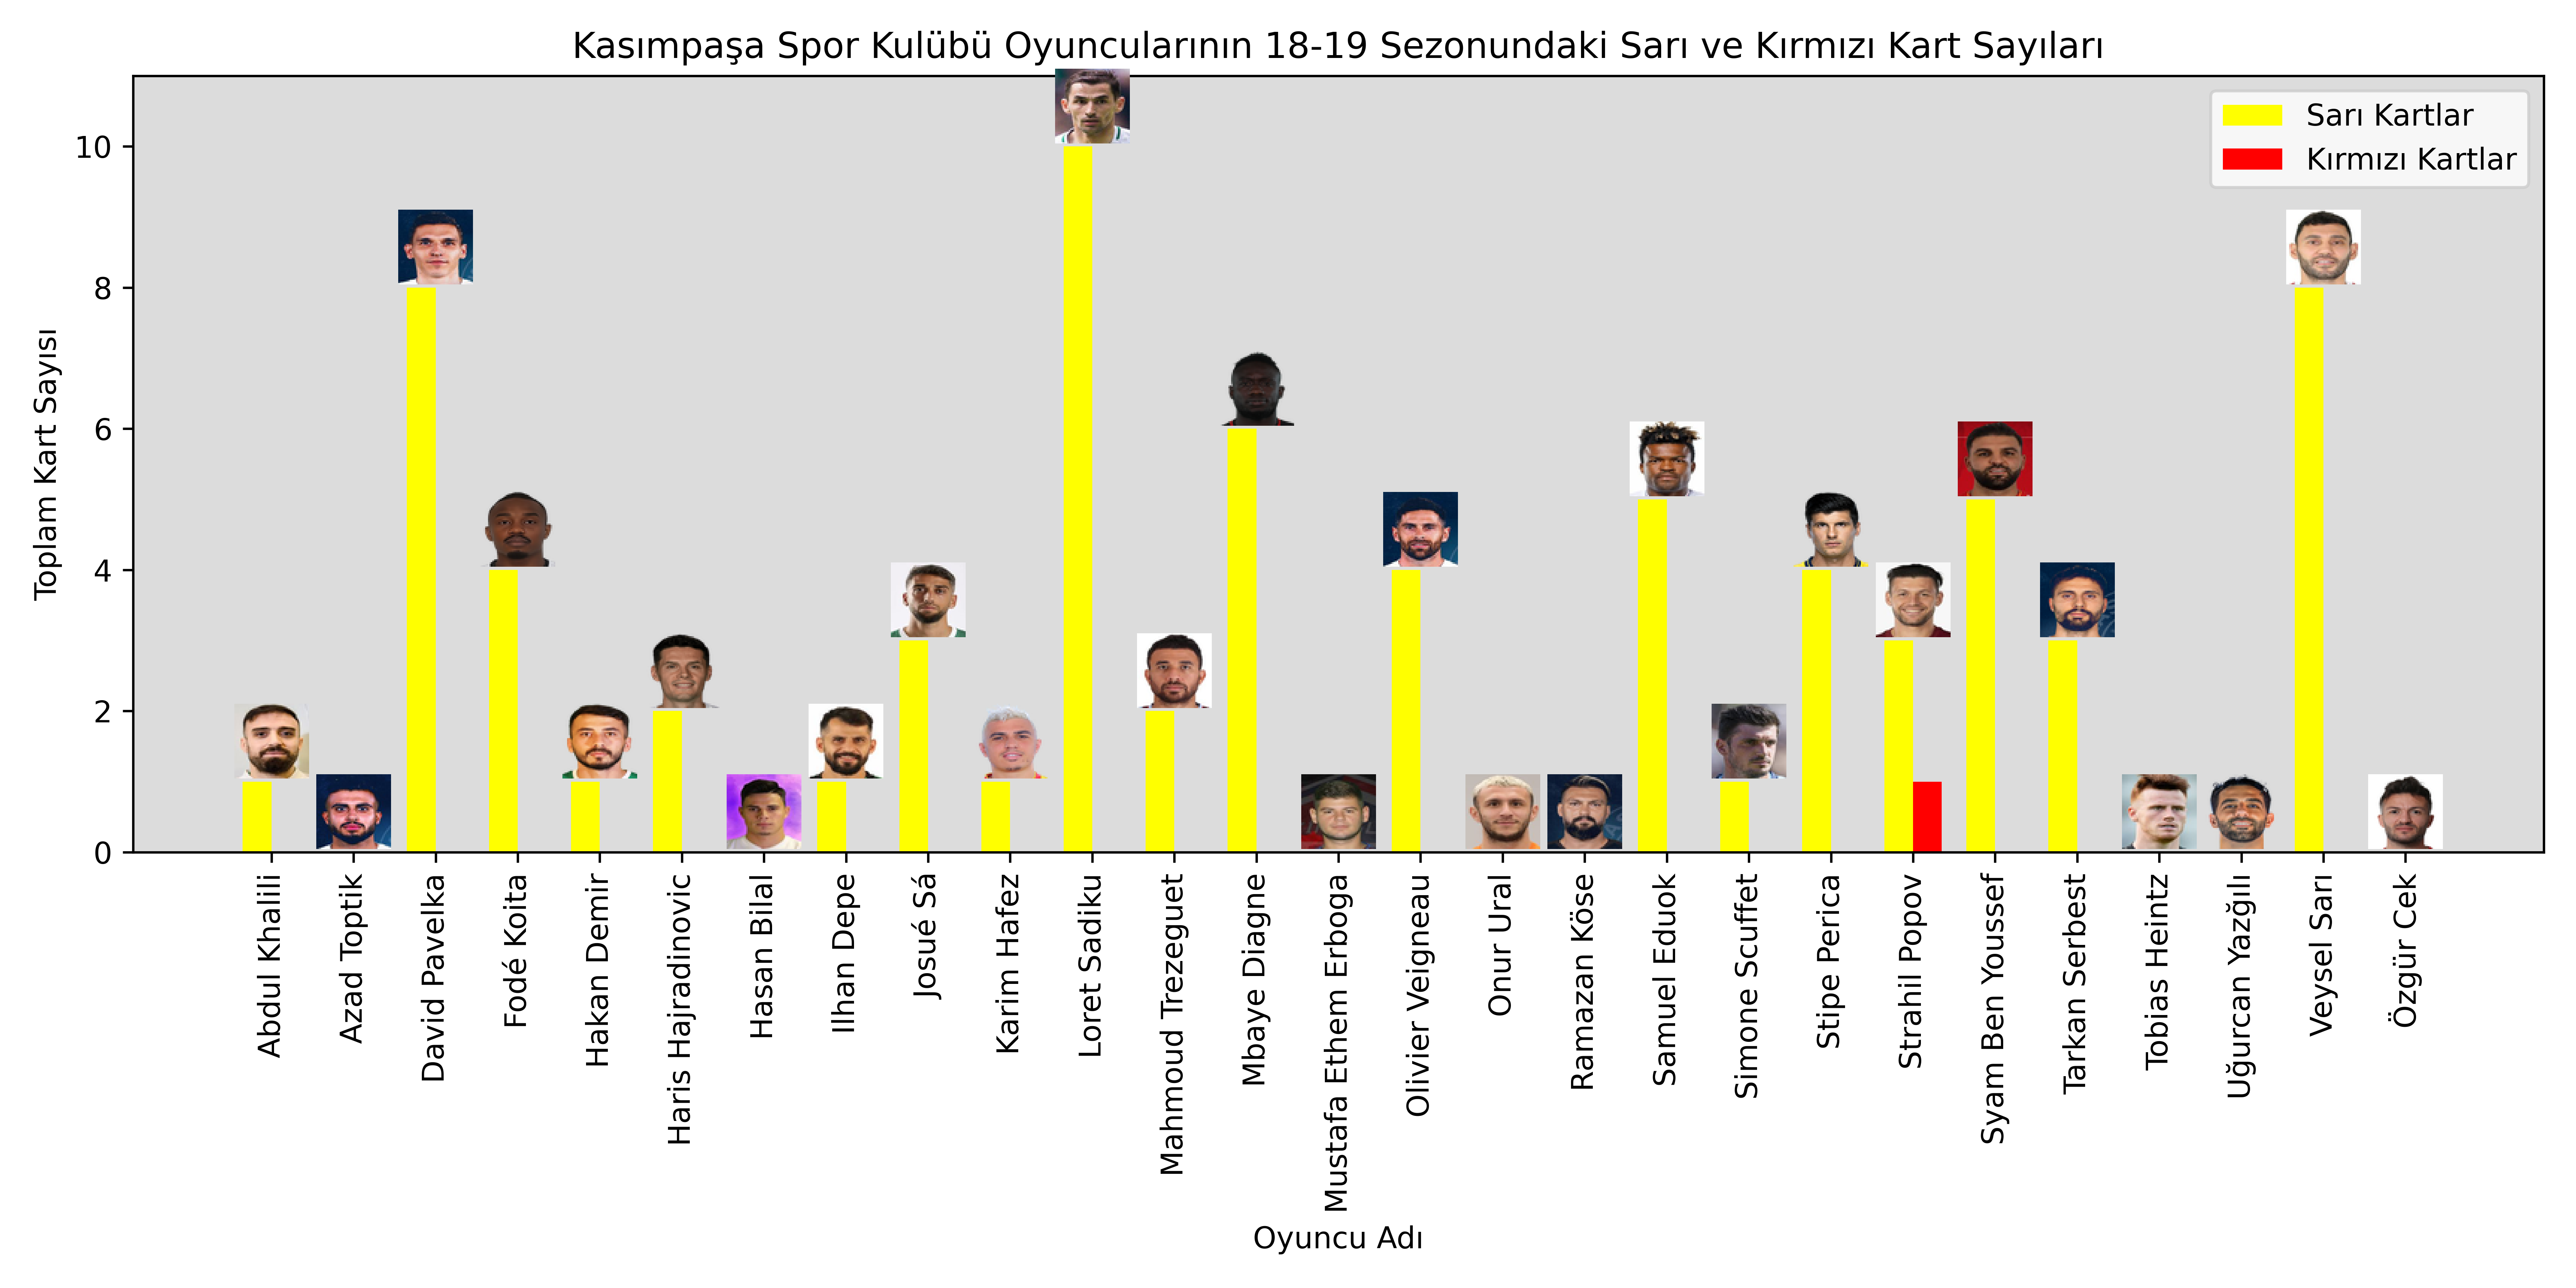 Kasımpaşa Spor Kulübü Oyuncularının 18-19 Sezonundaki Sarı ve Kırmızı Kart Sayıları
Sarı Kartlar
Kırmızı Kartlar
Toplam Kart Sayısı
10
8
6
4
2
0
Abdul Khalili
Azad Toptik
David Pavelka
Fodé Koita
Hakan Demir
Haris Hajradinovic
Hasan Bilal
Ilhan Depe
Josué Sá
Karim Hafez
Loret Sadiku
Mahmoud Trezeguet
Mbaye Diagne
Mustafa Ethem Erboga
Olivier Veigneau
Onur Ural
Ramazan Köse
Samuel Eduok
Simone Scuffet
Stipe Perica
Strahil Popov
Syam Ben Youssef
Tarkan Serbest
Tobias Heintz
Uğurcan Yazğılı
Veysel Sarı
Özgür Cek
Oyuncu Adı